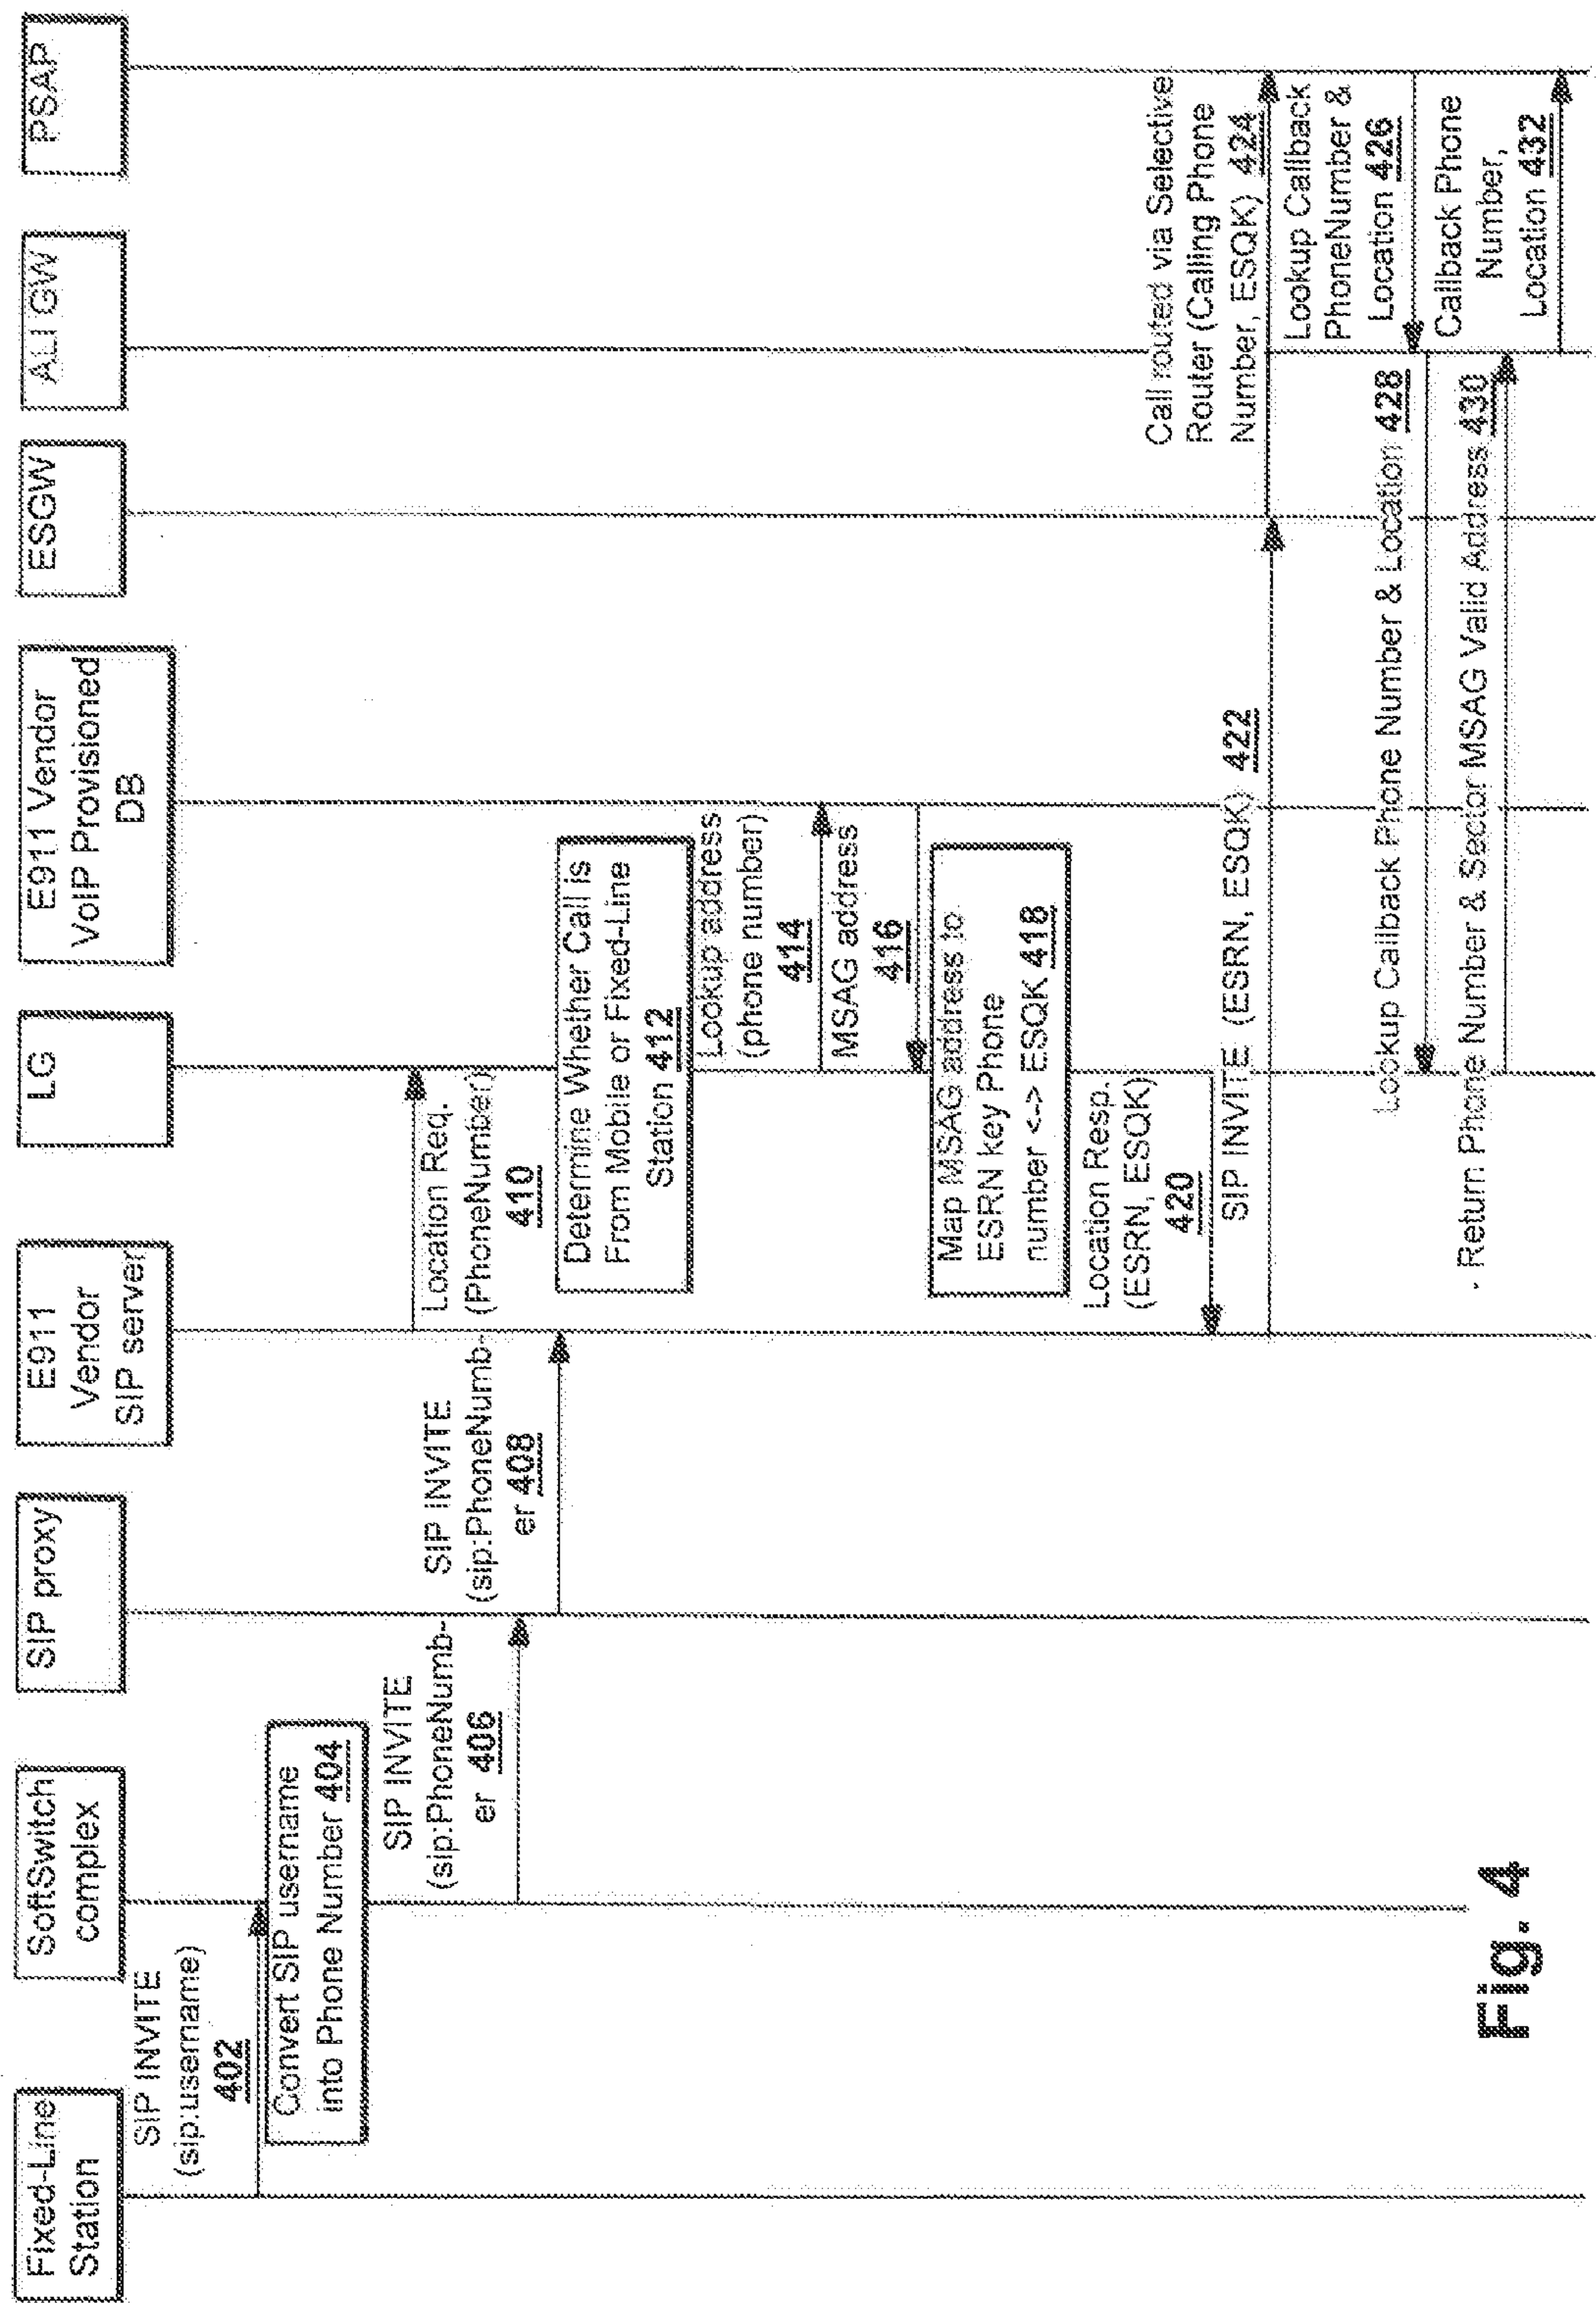 Fixed-Line
Station
SoftSwitch
complex
SIP proxy
E911
Vendor
SIP server
LG
E911 Vendor
VoIP Provisioned
DB
ESGW
ALI GW
PSAP
SIP INVITE
(sip:username)
402
Convert SIP username
into Phone Number 404
SIP INVITE
(sip:PhoneNumb-
er 406
SIP INVITE
(sip:PhoneNumb-
er 408
Location Req.
(PhoneNumber)
410
Determine Whether Call is
From Mobile or Fixed-Line
Station 412
Lookup address
(phone number)
414
MSAG address
416
Map MSAG address to
ESRN key Phone
number <-> ESQK 418
Location Resp.
(ESRN, ESQK)
420
SIP INVITE (ESRN, ESQK) 422
Call routed via Selective
Router (Calling Phone
Number, ESQK) 424
Lookup Callback
PhoneNumber &
Location 426
Lookup Callback Phone Number & Location 428
Return Phone Number & Sector MSAG Valid Address 430
Callback Phone
Number,
Location 432
Fig. 4